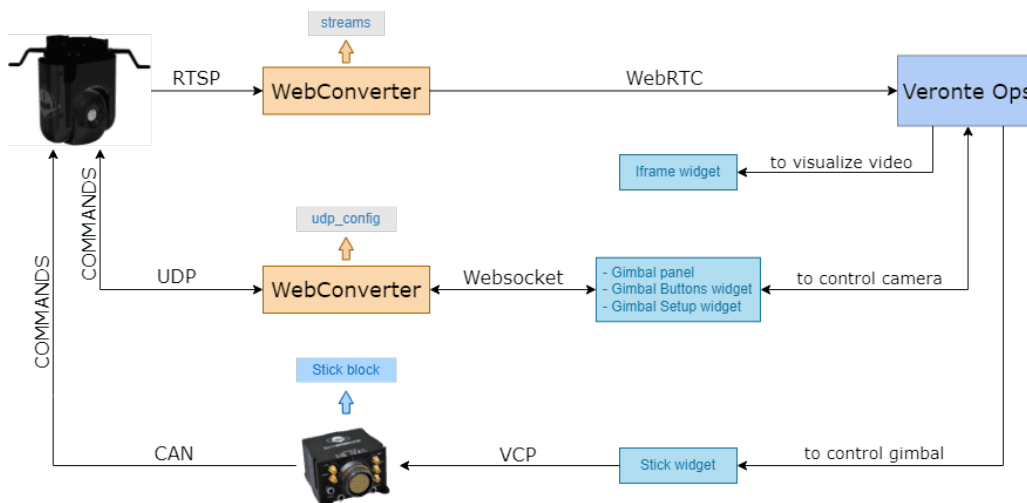 streams
RTSP
WebConverter
WebRTC
Veronte Ops
Iframe widget
to visualize video
COMMANDS
COMMANDS
udp_config
UDP
WebConverter
Websocket
- Gimbal panel
- Gimbal Buttons widget
- Gimbal Setup widget
to control camera
Stick block
CAN
VCP
Stick widget
to control gimbal